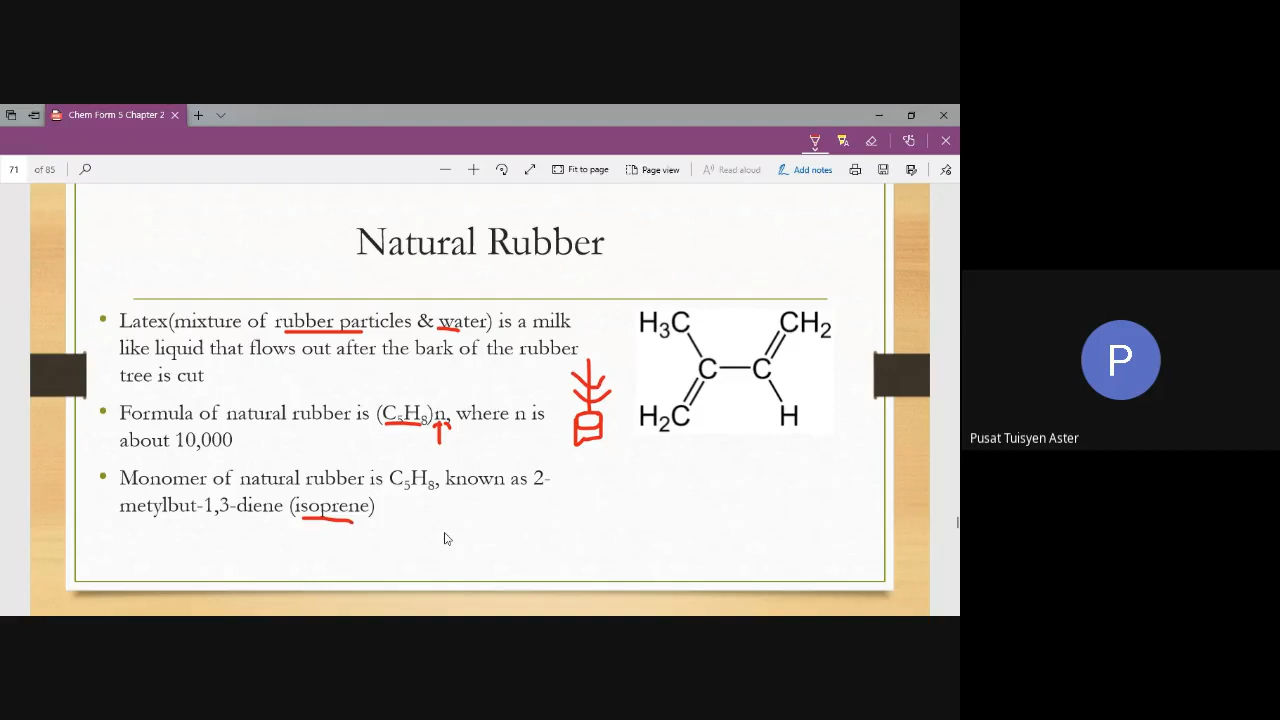 Chem Form 5 Chapter 2
71 of 85
Fit to page
Page view
Read aloud
Add notes
Natural Rubber
• Latex(mixture of rubber particles & water) is a milk
like liquid that flows out after the bark of the rubber
tree is cut
• Formula of natural rubber is (C₅H₈)n, where n is
about 10,000
• Monomer of natural rubber is C₅H₈, known as 2-
metylbut-1,3-diene (isoprene)
H₃C CH₂
C C
H₂C H
P
Pusat Tuisyen Aster